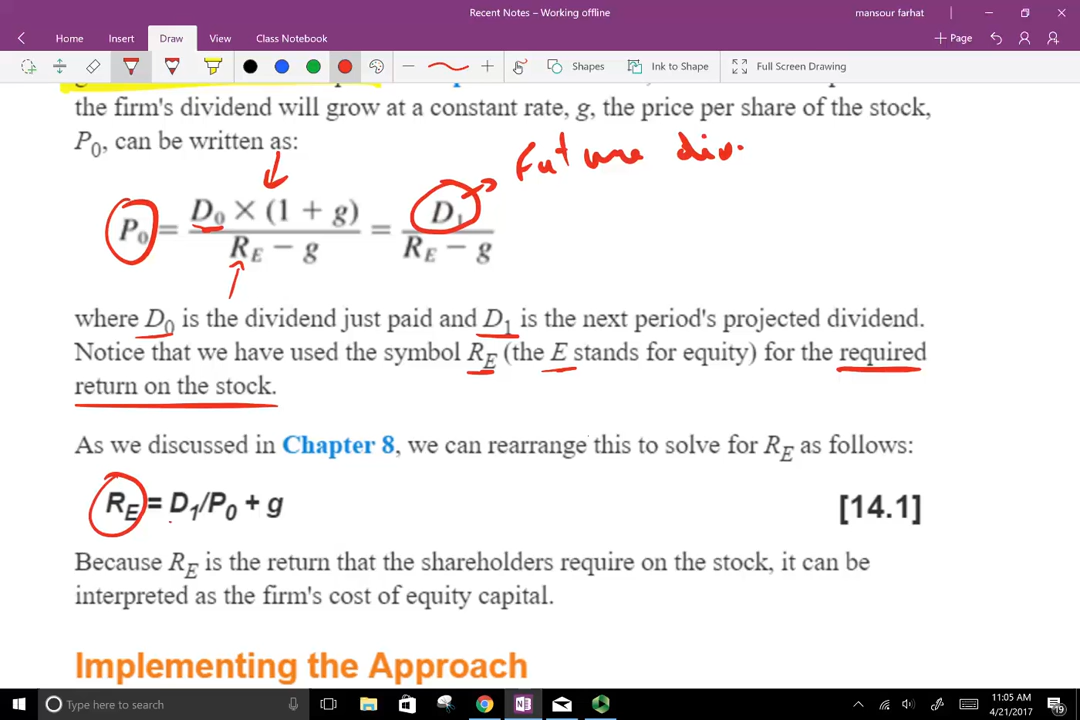 Recent Notes – Working offline
mansour farhat
Home Insert Draw View Class Notebook
Page
Shapes Ink to Shape Full Screen Drawing
the firm's dividend will grow at a constant rate, g, the price per share of the stock,
P0, can be written as:
Future div.
P0 = D0 × (1 + g) / RE − g = D1 / RE − g
where D0 is the dividend just paid and D1 is the next period's projected dividend.
Notice that we have used the symbol RE (the E stands for equity) for the required
return on the stock.
As we discussed in Chapter 8, we can rearrange this to solve for RE as follows:
RE = D1/P0 + g [14.1]
Because RE is the return that the shareholders require on the stock, it can be
interpreted as the firm's cost of equity capital.
Implementing the Approach
Type here to search
11:05 AM
4/21/2017
19